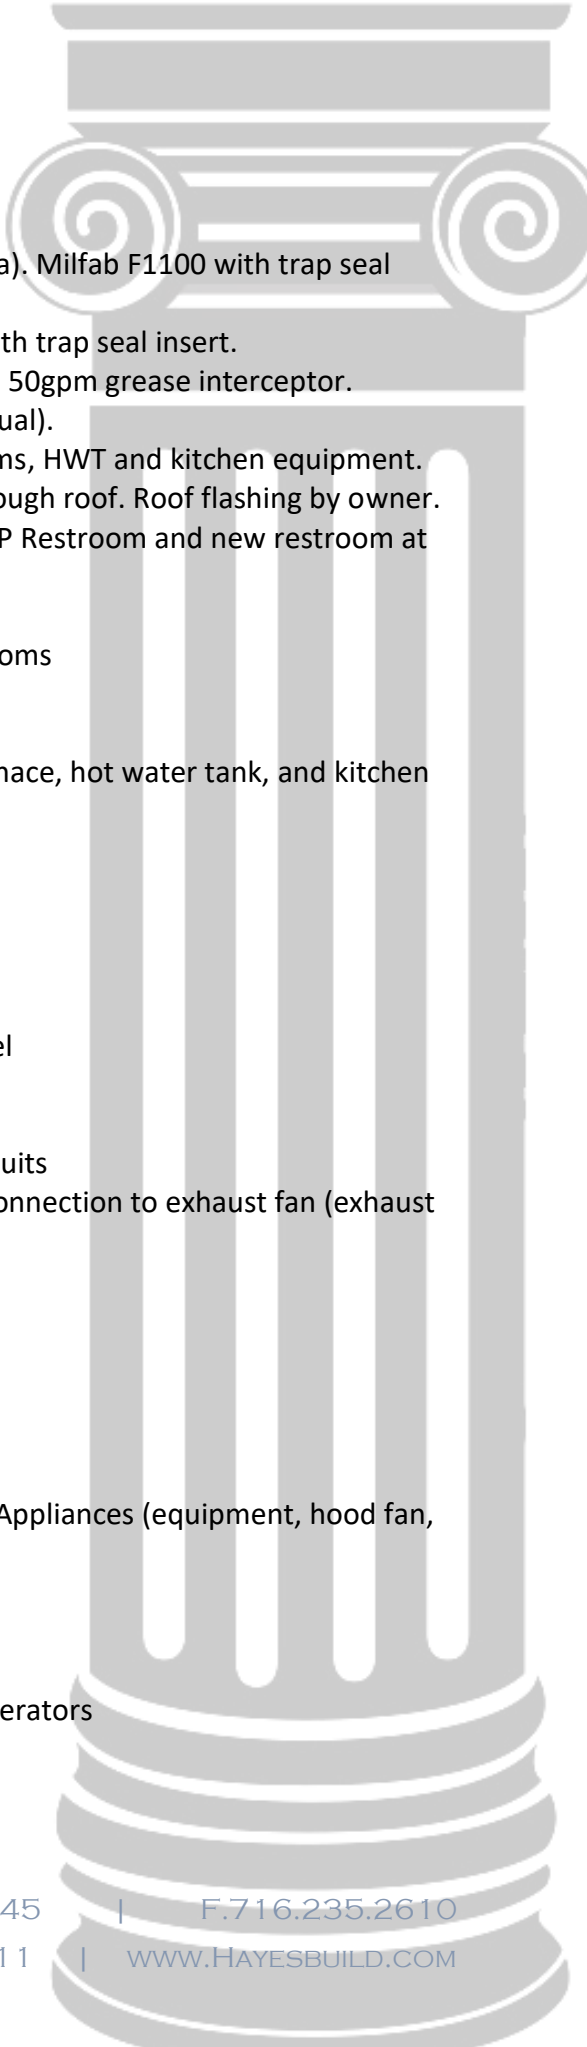 a). Milfab F1100 with trap seal
th trap seal insert.
50gpm grease interceptor.
ual).
ms, HWT and kitchen equipment.
ough roof. Roof flashing by owner.
P Restroom and new restroom at
ooms
nace, hot water tank, and kitchen
el
uits
onnection to exhaust fan (exhaust
Appliances (equipment, hood fan,
erators
45 | F.716.235.2610
11 | www.Hayesbuild.com